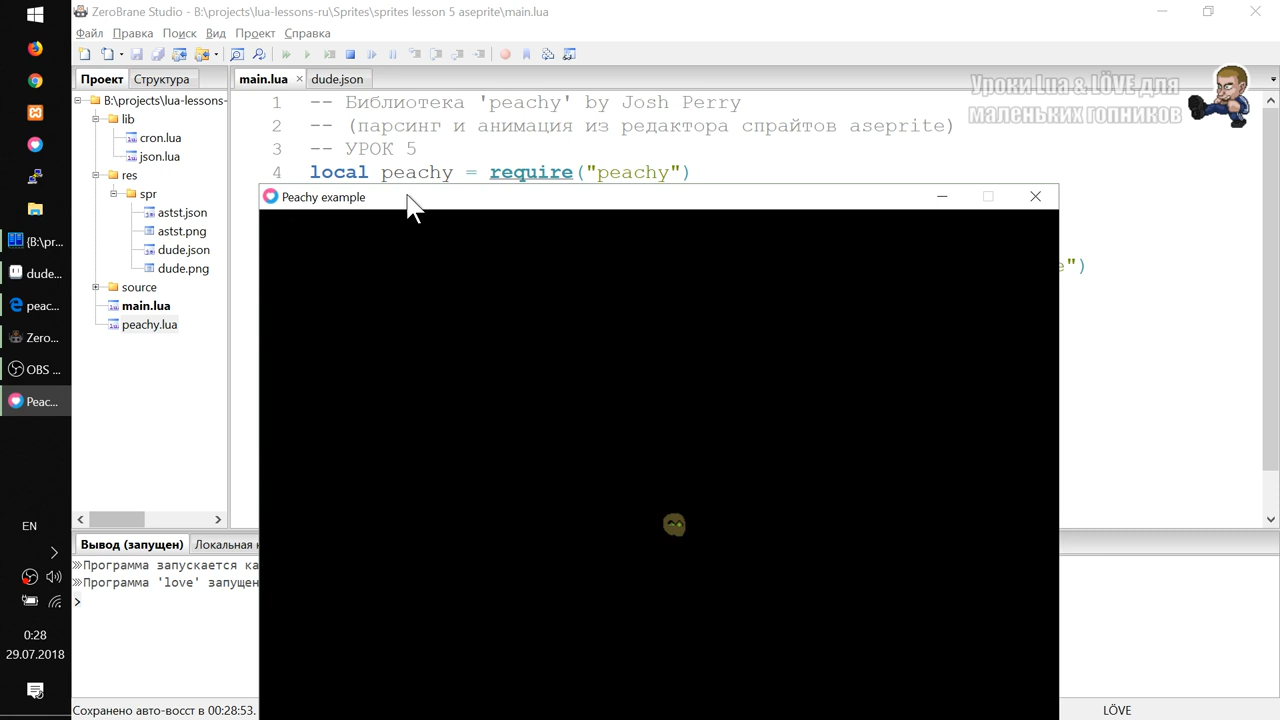 ZeroBrane Studio - B:\projects\lua-lessons-ru\Sprites\sprites lesson 5 aseprite\main.lua
Файл Правка Поиск Вид Проект Справка
Проект Структура
main.lua dude.json
Уроки Lua & LÖVE для
маленьких гопников
B:\projects\lua-lessons-
lib
cron.lua
json.lua
res
spr
astst.json
astst.png
dude.json
dude.png
source
main.lua
peachy.lua
1 -- Библиотека 'peachy' by Josh Perry
2 -- (парсинг и анимация из редактора спрайтов aseprite)
3 -- УРОК 5
4 local peachy = require("peachy")
")
Peachy example
{B:\pr...
dude...
peac...
Zero...
OBS ...
Peac...
EN
0:28
29.07.2018
Вывод (запущен) Локальная
Программа запускается ка
Программа 'love' запущен
Сохранено авто-восст в 00:28:53.
LÖVE